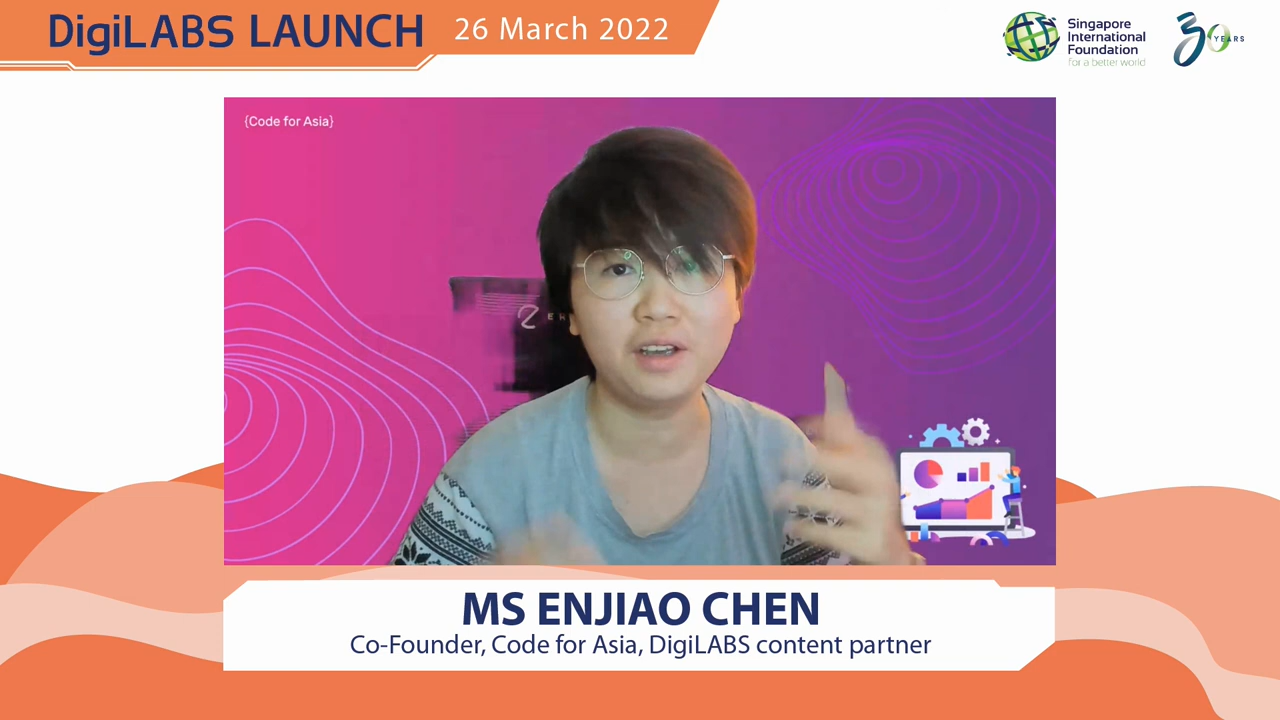 DigiLABS LAUNCH
26 March 2022
Singapore
International
Foundation
for a better world
30
YEARS
{Code for Asia}
MS ENJIAO CHEN
Co-Founder, Code for Asia, DigiLABS content partner